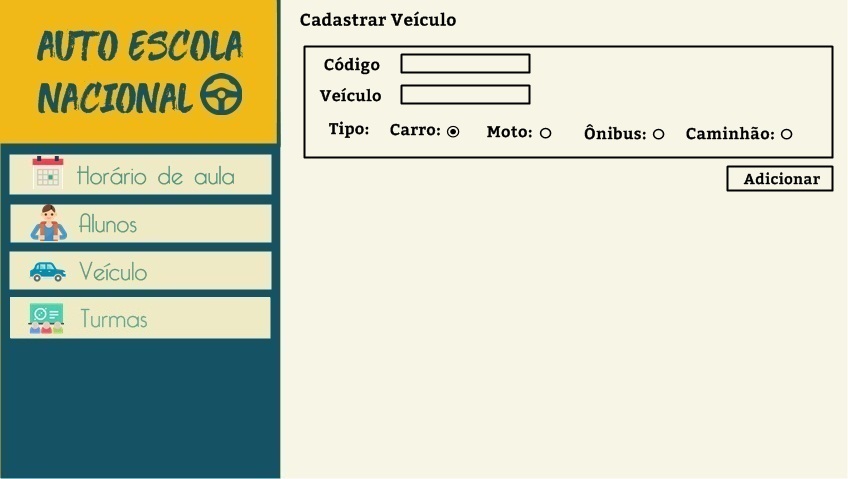 AUTO ESCOLA
NACIONAL
Horário de aula
Alunos
Veículo
Turmas
Cadastrar Veículo
Código
Veículo
Tipo: Carro: Moto: Ônibus: Caminhão:
Adicionar